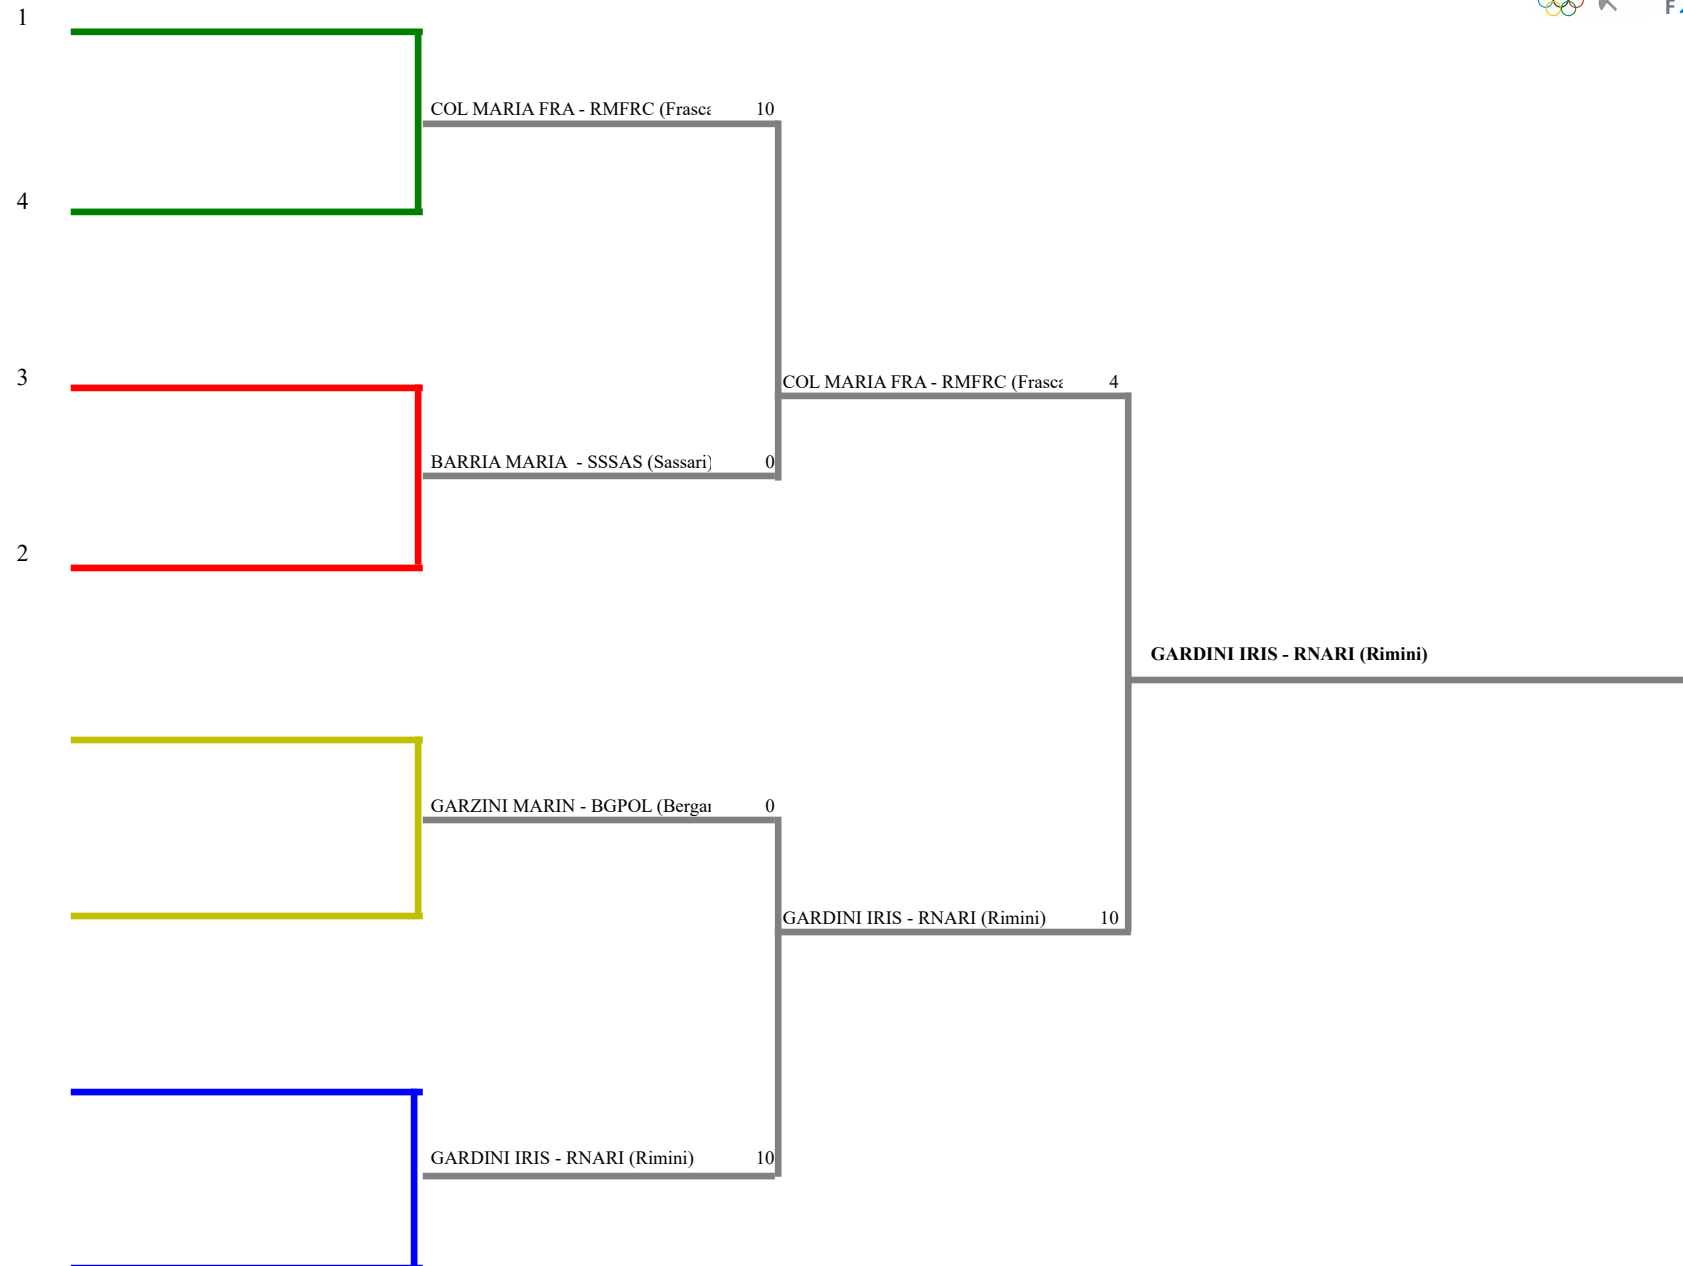 1
COL MARIA FRA - RMFRC (Frasca 10
4
3
COL MARIA FRA - RMFRC (Frasca 4
BARRIA MARIA - SSSAS (Sassari) 0
2
GARDINI IRIS - RNARI (Rimini)
GARZINI MARIN - BGPOL (Bergar 0
GARDINI IRIS - RNARI (Rimini) 10
GARDINI IRIS - RNARI (Rimini) 10